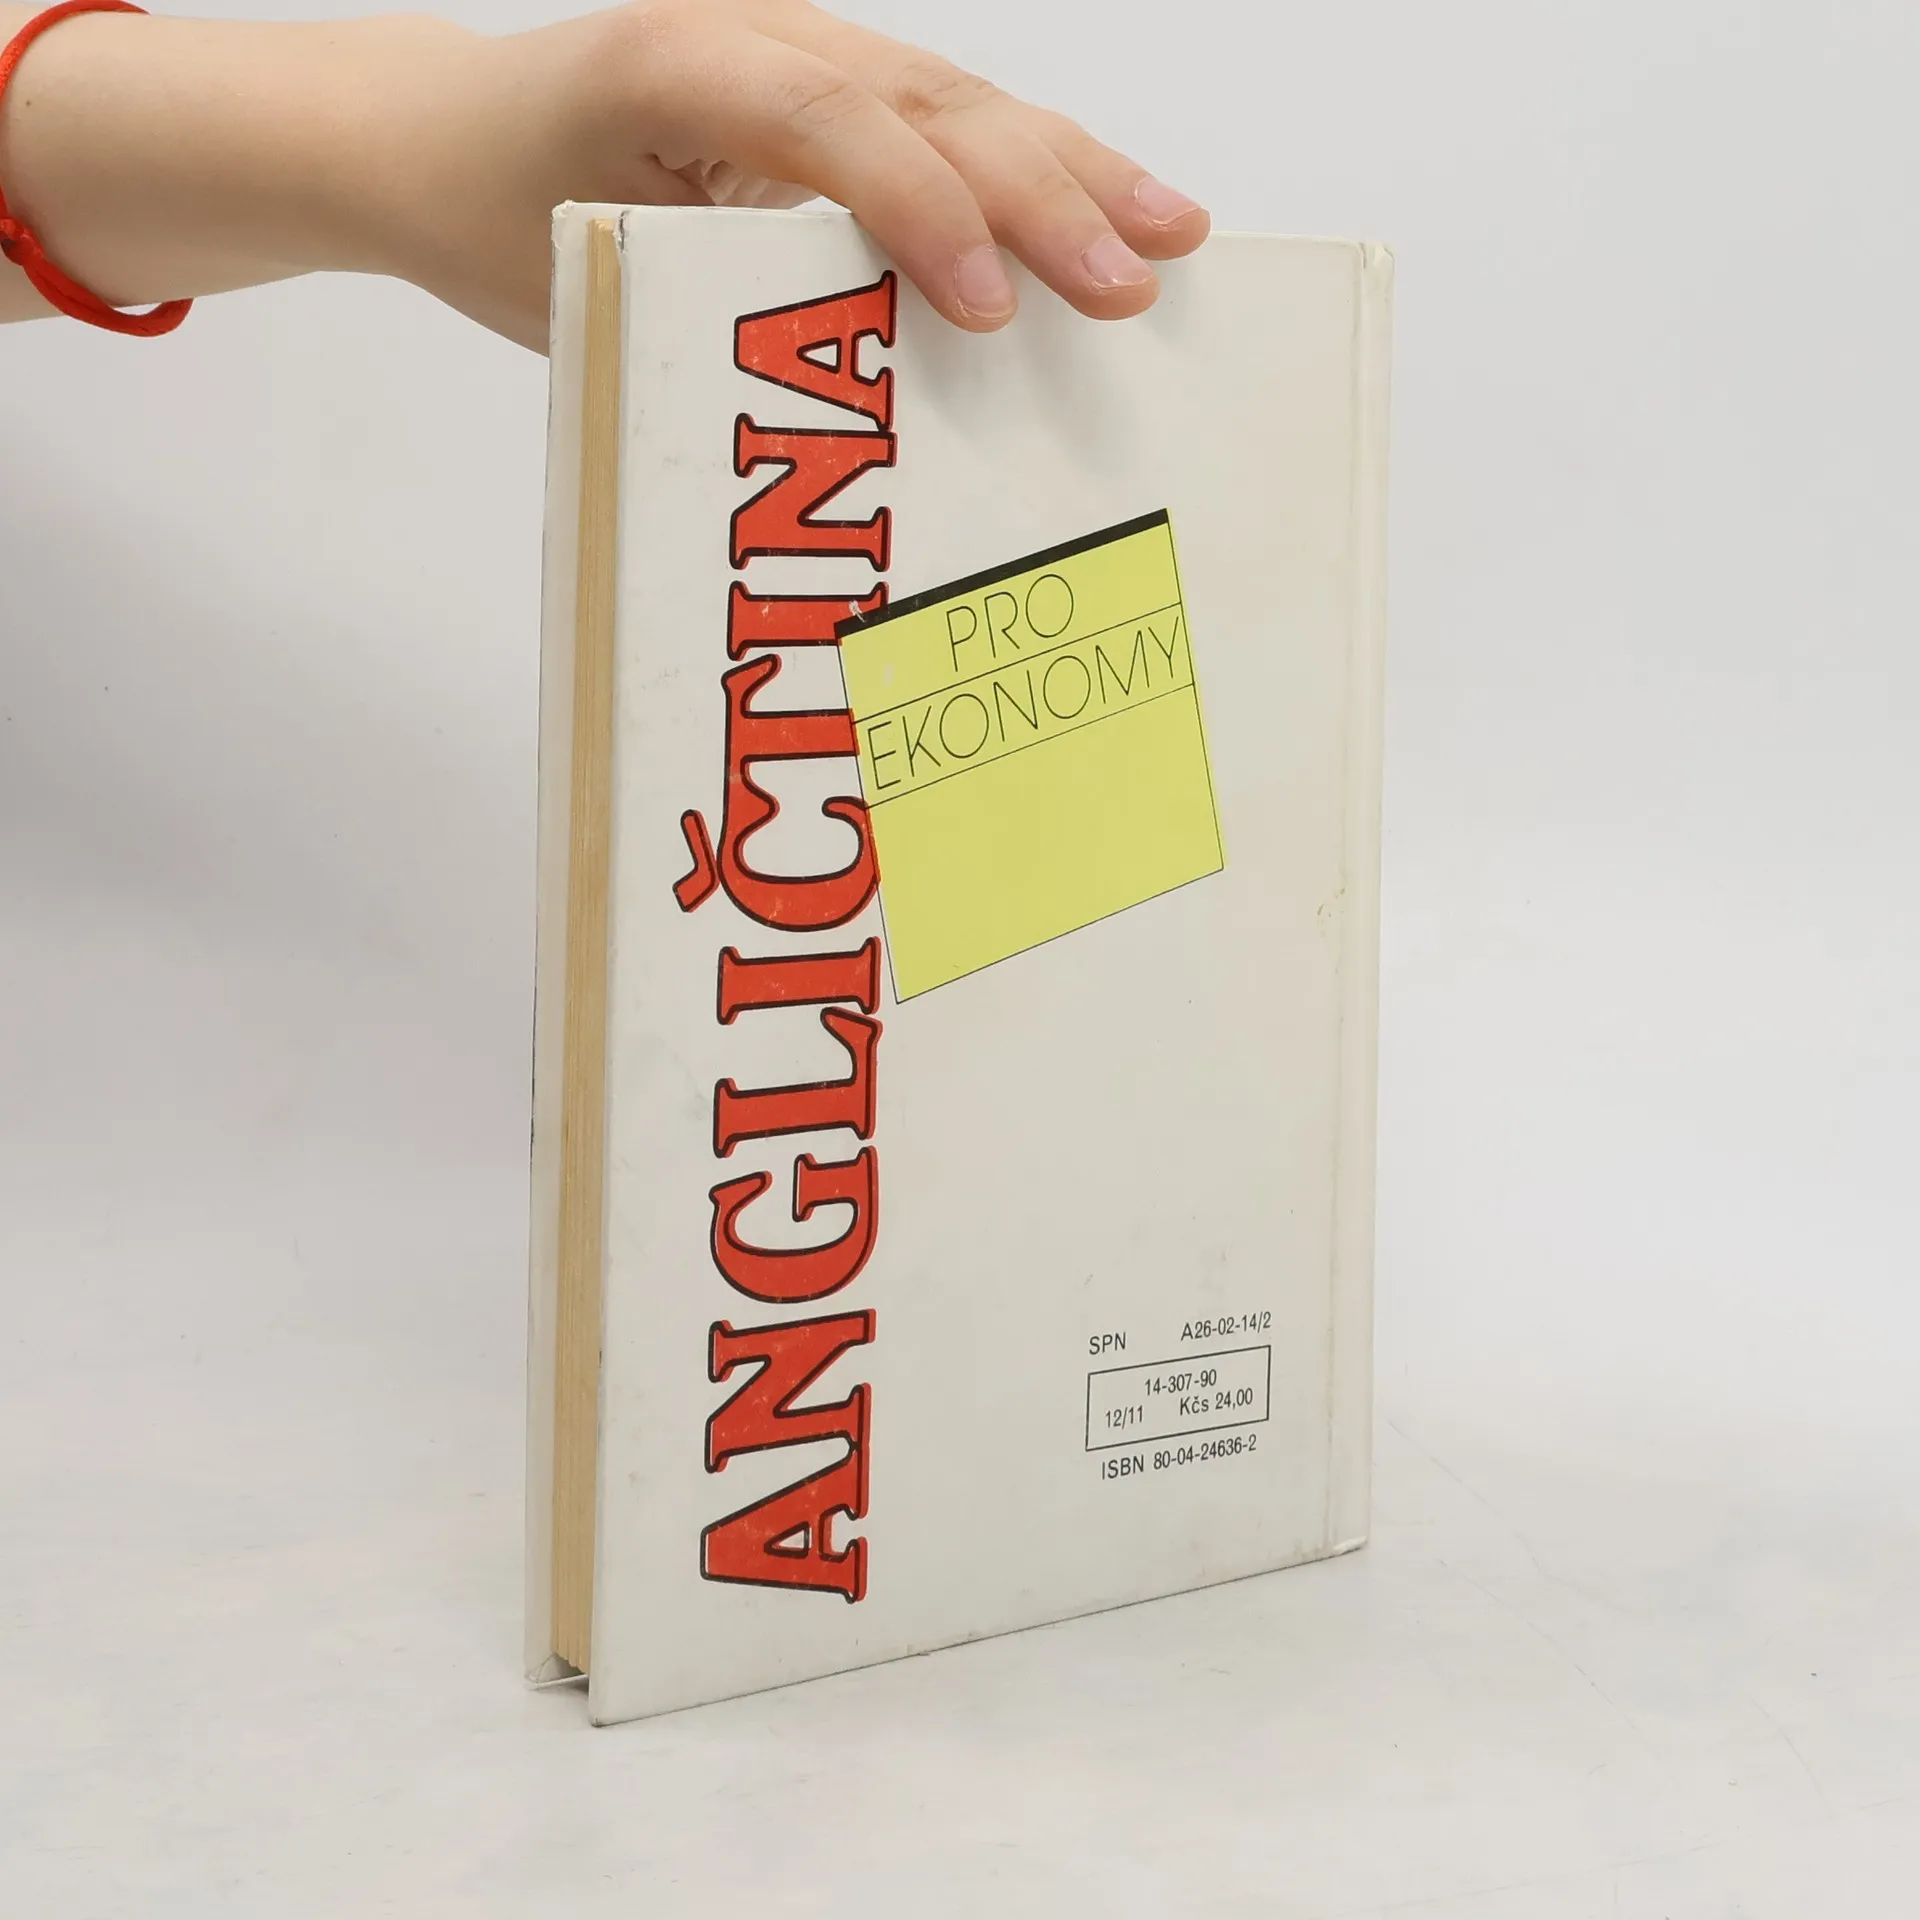 ANGLIČTINA
PRO
EKONOMY
SPN A26-02-14/2
14-307-90
12/11 Kčs 24,00
ISBN 80-04-24636-2